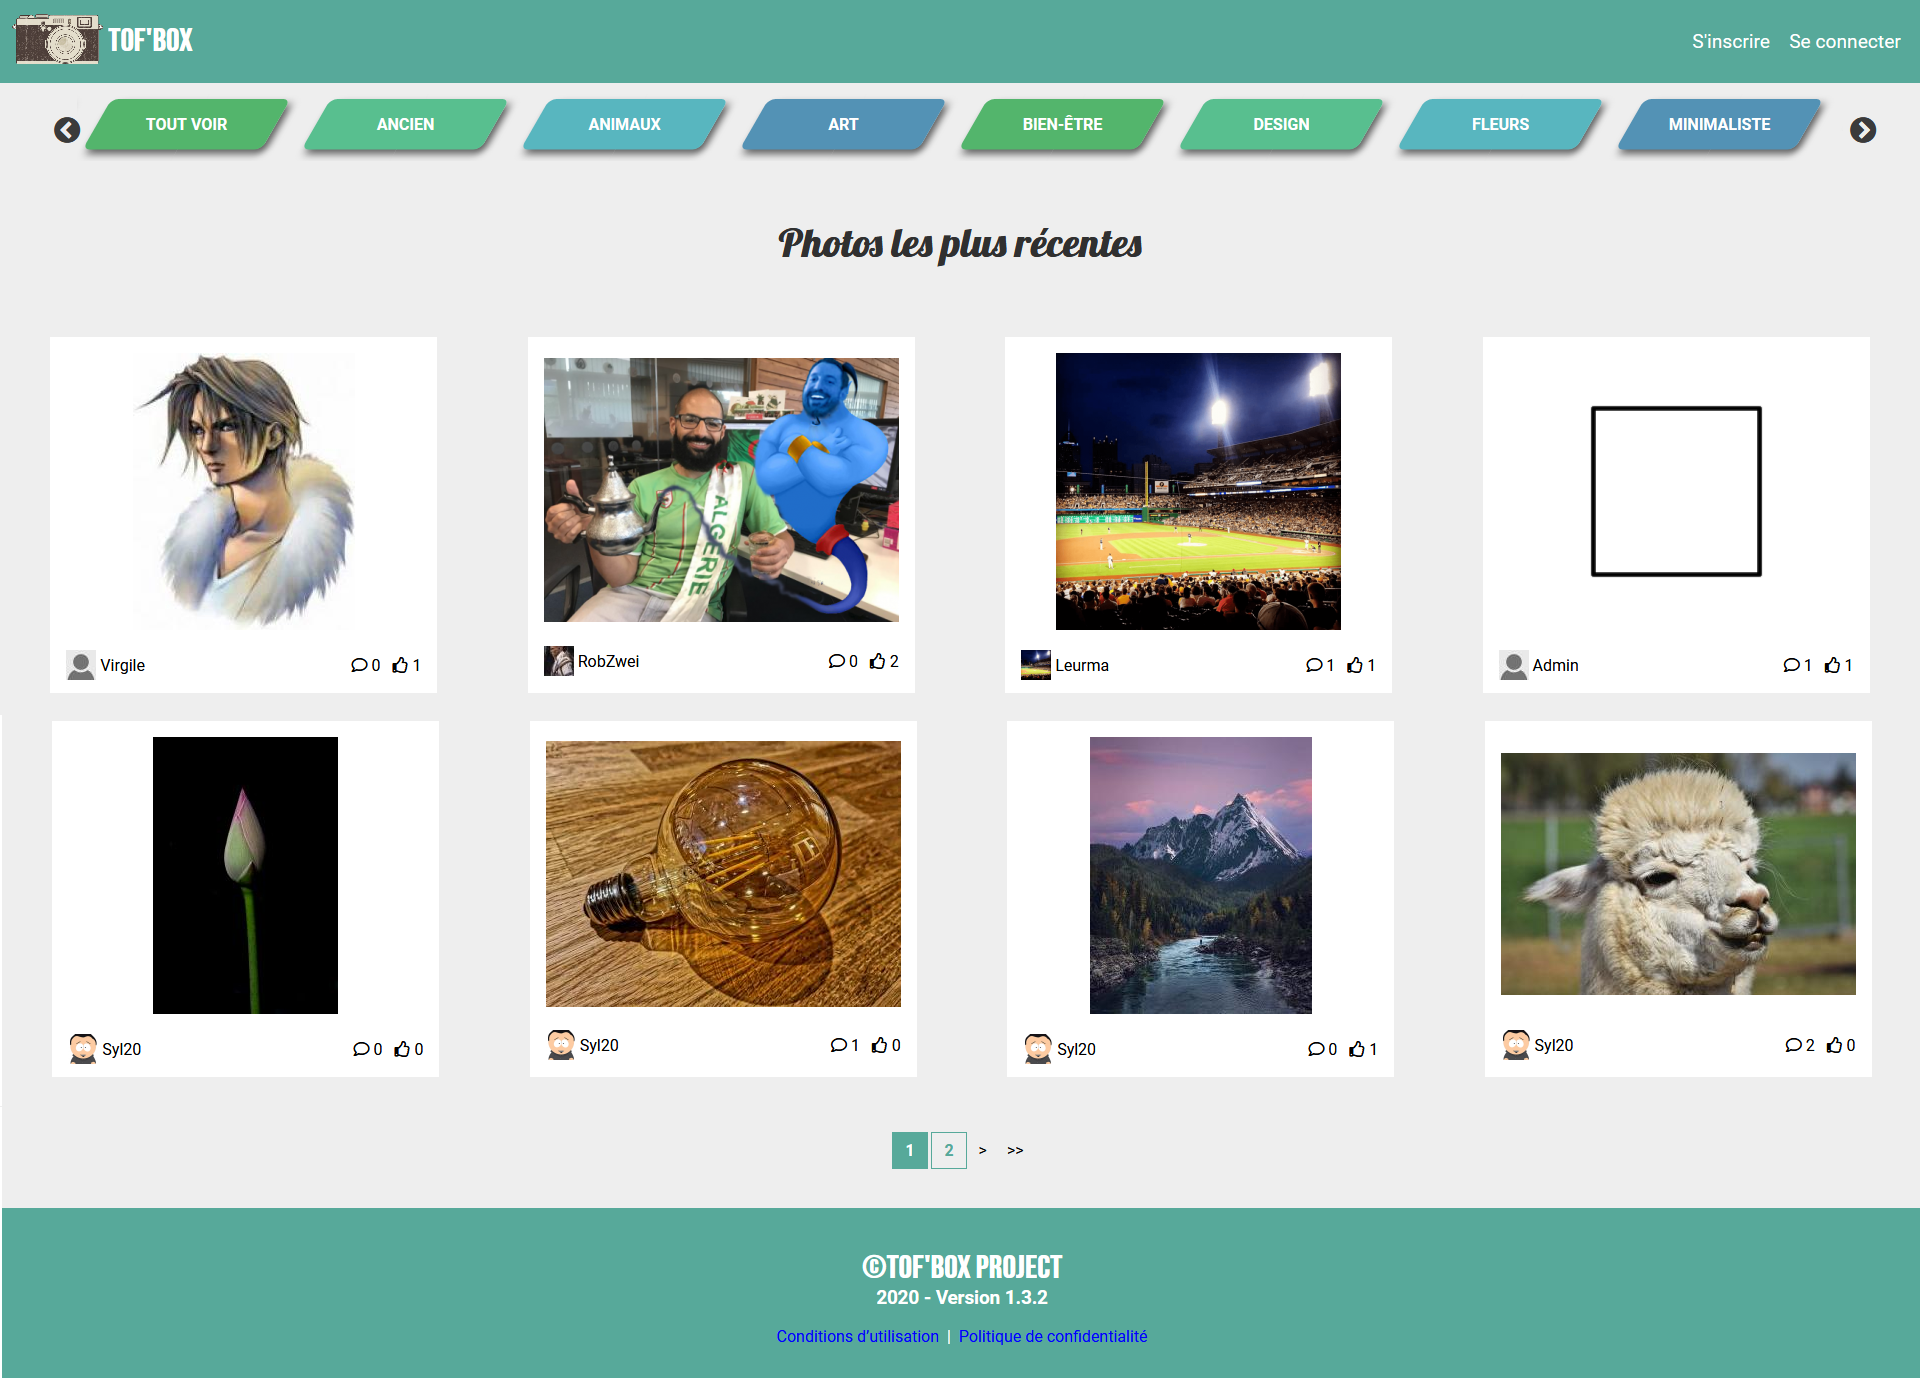 TOF'BOX
S'inscrire Se connecter
TOUT VOIR ANCIEN ANIMAUX ART BIEN-ÊTRE DESIGN FLEURS MINIMALISTE
Photos les plus récentes
ALGERIE
Virgile 0 1
RobZwei 0 2
Leurma 1 1
Admin 1 1
Syl20 0 0
Syl20 1 0
Syl20 0 1
Syl20 2 0
1 2 > >>
©TOF'BOX PROJECT
2020 - Version 1.3.2
Conditions d’utilisation | Politique de confidentialité